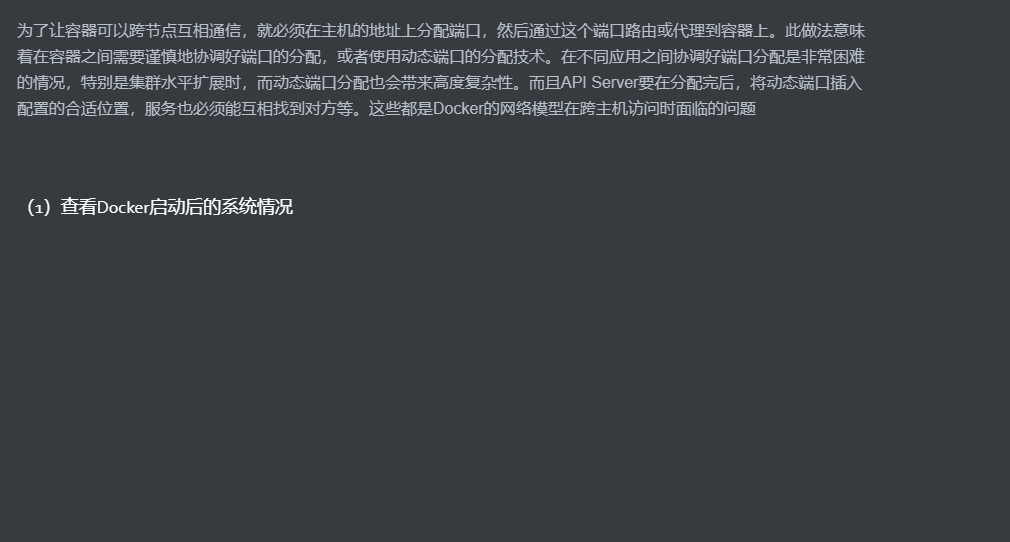 为了让容器可以跨节点互相通信，就必须在主机的地址上分配端口，然后通过这个端口路由或代理到容器上。此做法意味
着在容器之间需要谨慎地协调好端口的分配，或者使用动态端口的分配技术。在不同应用之间协调好端口分配是非常困难
的情况，特别是集群水平扩展时，而动态端口分配也会带来高度复杂性。而且API Server要在分配完后，将动态端口插入
配置的合适位置，服务也必须能互相找到对方等。这些都是Docker的网络模型在跨主机访问时面临的问题
（1）查看Docker启动后的系统情况